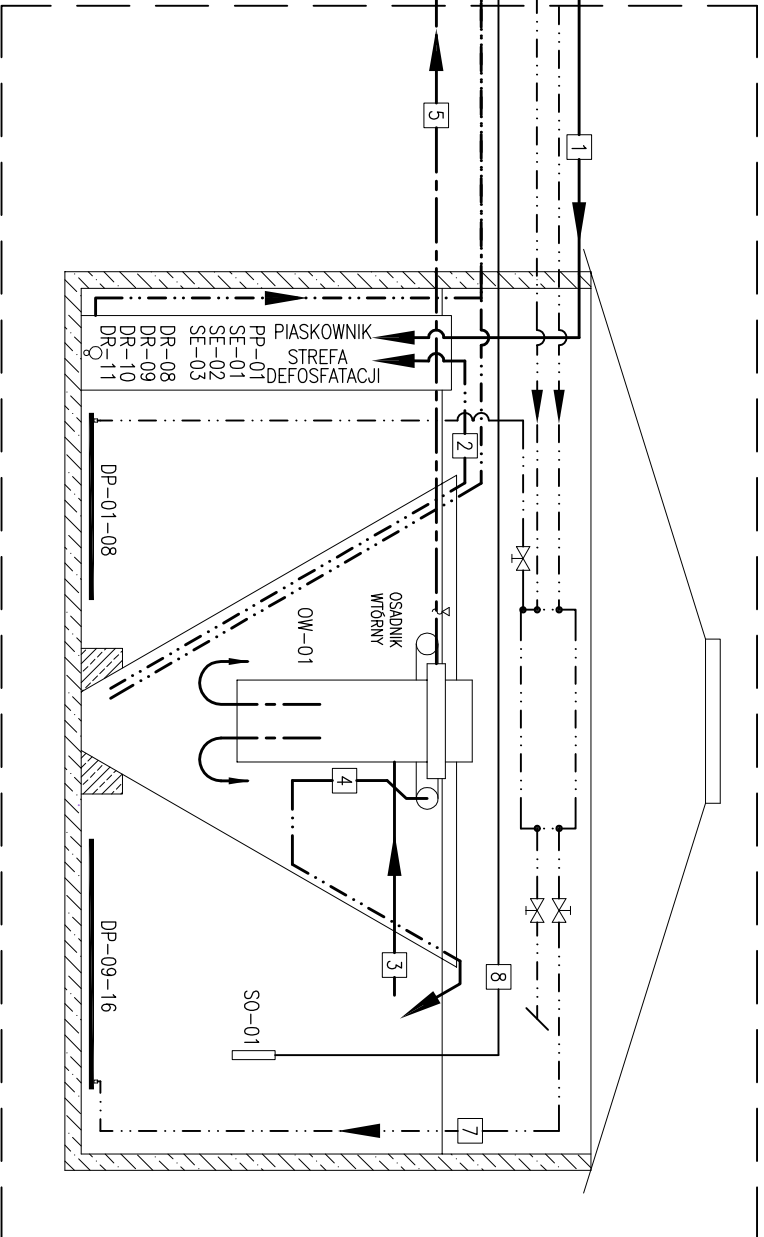 5
1
PIASKOWNIK
STREFA
DEFOSFATACJI
PP-01
SE-01
SE-02
SE-03
DR-08
DR-09
DR-10
DR-11
2
DP-01-08
OSADNIK
WTÓRNY
OW-01
4
3
8
SO-01
DP-09-16
7